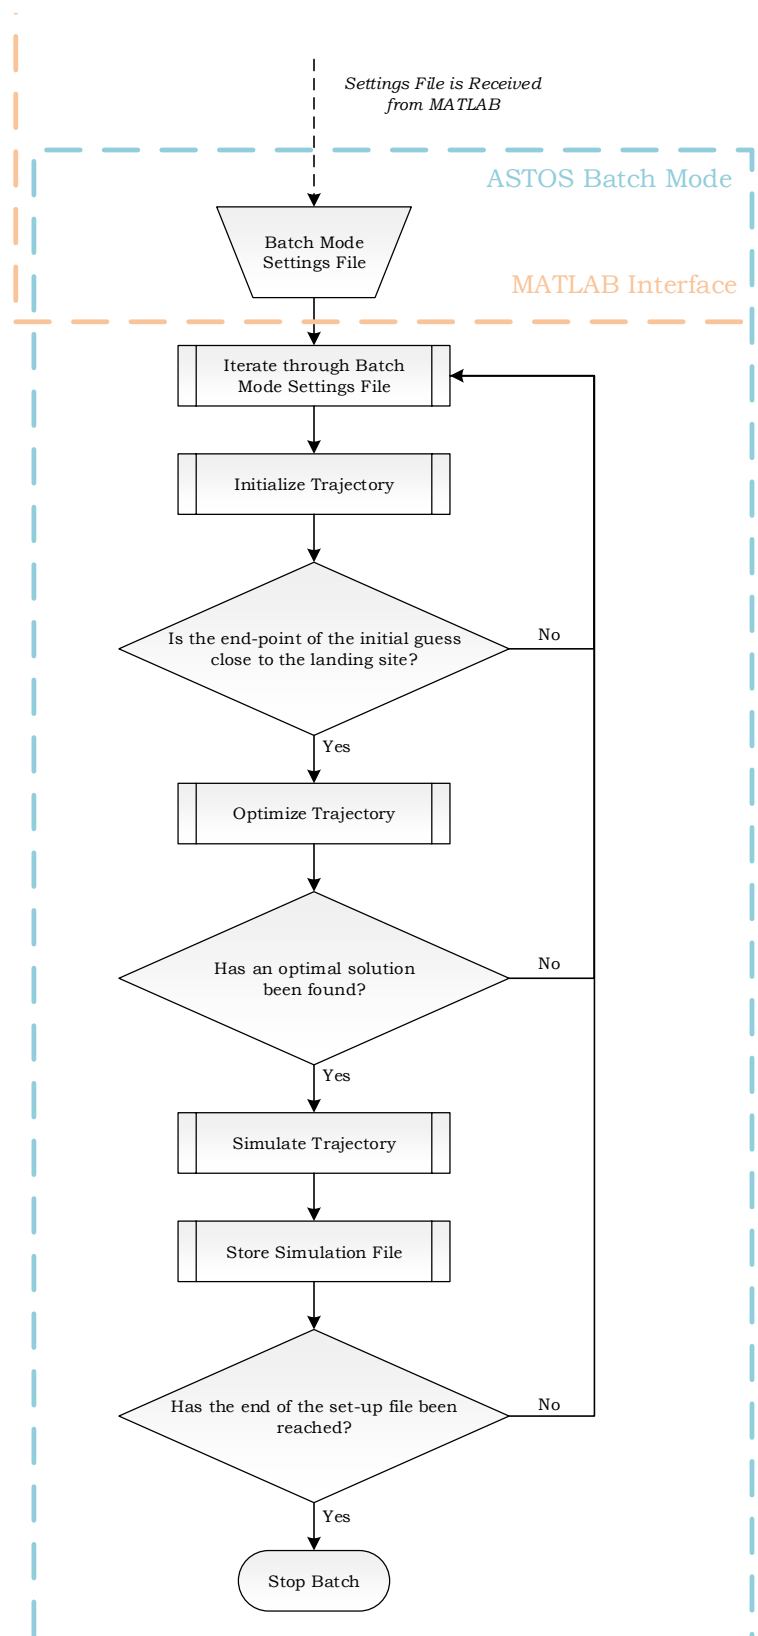 Settings File is Received
from MATLAB
ASTOS Batch Mode
Batch Mode
Settings File
MATLAB Interface
Iterate through Batch
Mode Settings File
Initialize Trajectory
Is the end-point of the initial guess
close to the landing site?
No
Yes
Optimize Trajectory
Has an optimal solution
been found?
No
Yes
Simulate Trajectory
Store Simulation File
Has the end of the set-up file been
reached?
No
Yes
Stop Batch